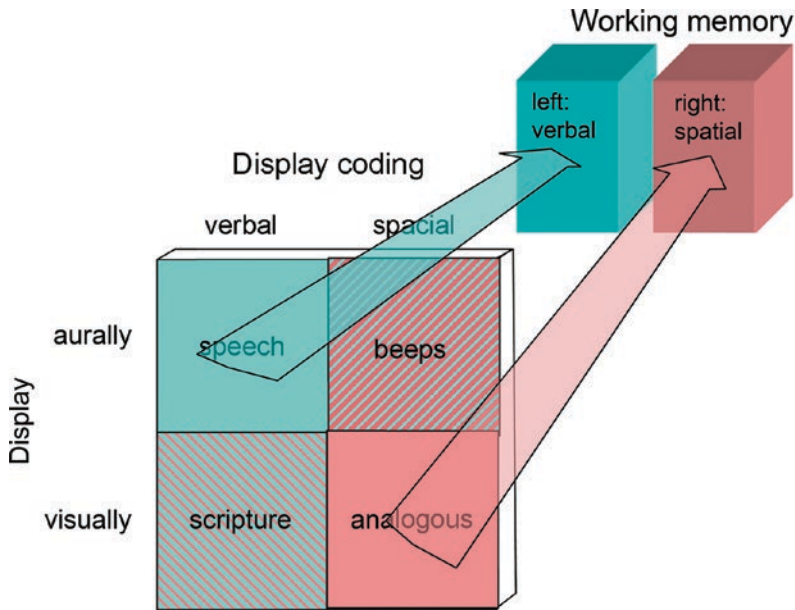 Working memory
left:
verbal
right:
spatial
Display coding
verbal
spacial
aurally
speech
beeps
Display
visually
scripture
analogous